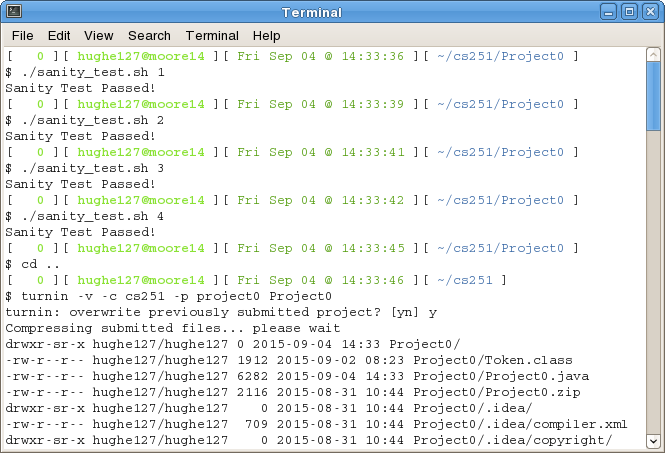 Terminal
File Edit View Search Terminal Help
[   0 ][ hughe127@moore14 ][ Fri Sep 04 @ 14:33:36 ][ ~/cs251/Project0 ]
$ ./sanity_test.sh 1
Sanity Test Passed!
[   0 ][ hughe127@moore14 ][ Fri Sep 04 @ 14:33:39 ][ ~/cs251/Project0 ]
$ ./sanity_test.sh 2
Sanity Test Passed!
[   0 ][ hughe127@moore14 ][ Fri Sep 04 @ 14:33:41 ][ ~/cs251/Project0 ]
$ ./sanity_test.sh 3
Sanity Test Passed!
[   0 ][ hughe127@moore14 ][ Fri Sep 04 @ 14:33:42 ][ ~/cs251/Project0 ]
$ ./sanity_test.sh 4
Sanity Test Passed!
[   0 ][ hughe127@moore14 ][ Fri Sep 04 @ 14:33:45 ][ ~/cs251/Project0 ]
$ cd ..
[   0 ][ hughe127@moore14 ][ Fri Sep 04 @ 14:33:46 ][ ~/cs251 ]
$ turnin -v -c cs251 -p project0 Project0
turnin: overwrite previously submitted project? [yn] y
Compressing submitted files... please wait
drwxr-sr-x hughe127/hughe127 0 2015-09-04 14:33 Project0/
-rw-r--r-- hughe127/hughe127 1912 2015-09-02 08:23 Project0/Token.class
-rw-r--r-- hughe127/hughe127 6282 2015-09-04 14:33 Project0/Project0.java
-rw-r--r-- hughe127/hughe127 2116 2015-08-31 10:44 Project0/Project0.zip
drwxr-sr-x hughe127/hughe127    0 2015-08-31 10:44 Project0/.idea/
-rw-r--r-- hughe127/hughe127  709 2015-08-31 10:44 Project0/.idea/compiler.xml
drwxr-sr-x hughe127/hughe127    0 2015-08-31 10:44 Project0/.idea/copyright/